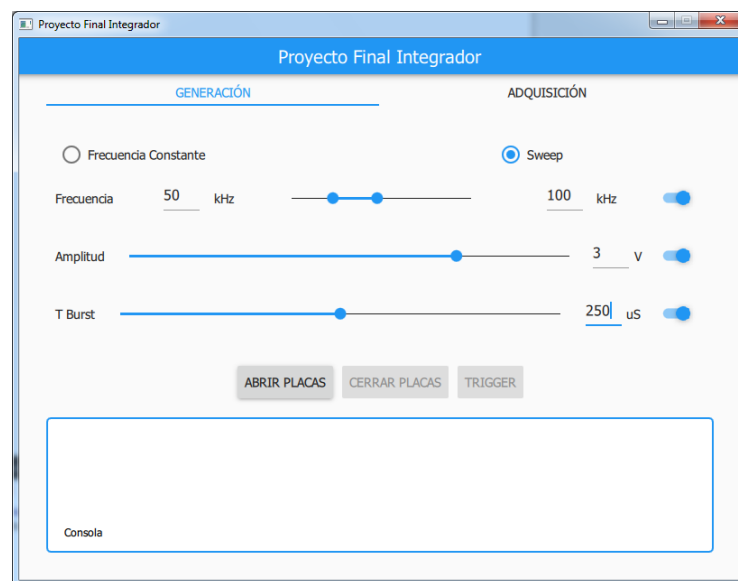 Proyecto Final Integrador
Proyecto Final Integrador
GENERACIÓN ADQUISICIÓN
Frecuencia Constante Sweep
Frecuencia 50 kHz 100 kHz
Amplitud 3 V
T Burst 250 uS
ABRIR PLACAS CERRAR PLACAS TRIGGER
Consola